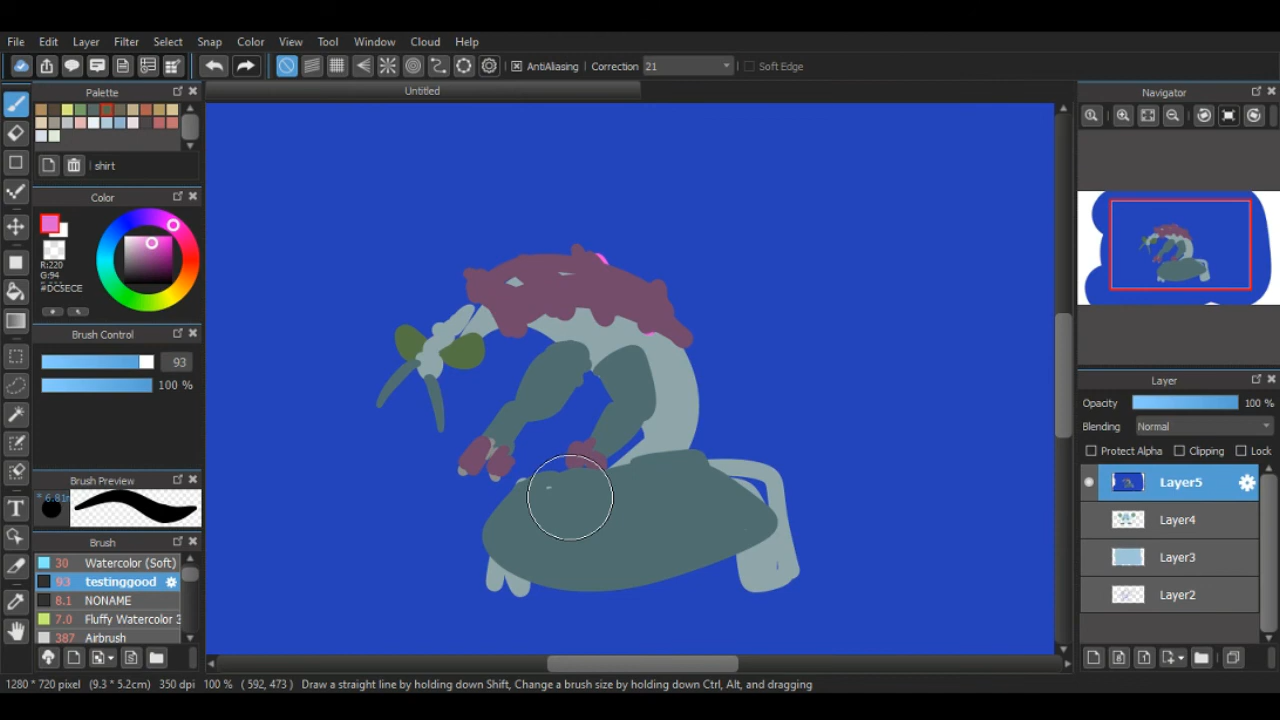 File Edit Layer Filter Select Snap Color View Tool Window Cloud Help
AntiAliasing Correction 21 Soft Edge
Palette
Untitled
Navigator
shirt
Color
R:220
G:94
#DC5ECE
Brush Control
93
100 %
Brush Preview
* 6.81m
T
Brush
30 Watercolor (Soft)
93 testinggood
8.1 NONAME
7.0 Fluffy Watercolor
387 Airbrush
Layer
Opacity 100 %
Blending Normal
Protect Alpha Clipping Lock
Layer5
Layer4
Layer3
Layer2
1280 * 720 pixel (9.3 * 5.2cm) 350 dpi 100 % ( 592, 473 ) Draw a straight line by holding down Shift, Change a brush size by holding down Ctrl, Alt, and dragging